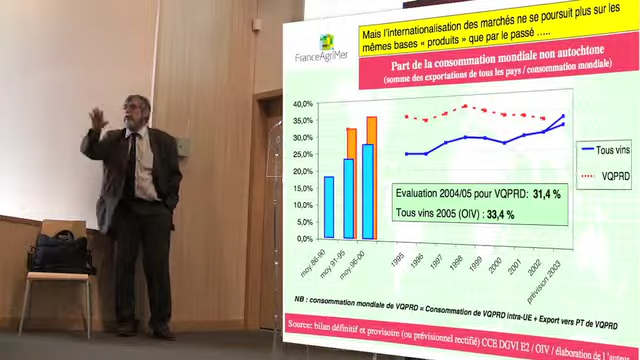 Mais l'internationalisation des marchés ne se poursuit plus sur les
mêmes bases « produits » que par le passé .....
FranceAgriMer
Part de la consommation mondiale non autochtone
(somme des exportations de tous les pays / consommation mondiale)
40,0%
35,0%
30,0%
25,0%
20,0%
15,0%
10,0%
5,0%
0,0%
moy 86-90
moy 91-95
moy 96-00
1995
1996
1997
1998
1999
2000
2001
2002
prévision 2003
Tous vins
VQPRD
Evaluation 2004/05 pour VQPRD: 31,4 %
Tous vins 2005 (OIV) : 33,4 %
NB : consommation mondiale de VQPRD = Consommation de VQPRD intra-UE + Export vers PT de VQPRD
Source: bilan définitif et provisoire (ou prévisionnel rectifié) CCE DGVI E2 / OIV / élaboration de l'auteur